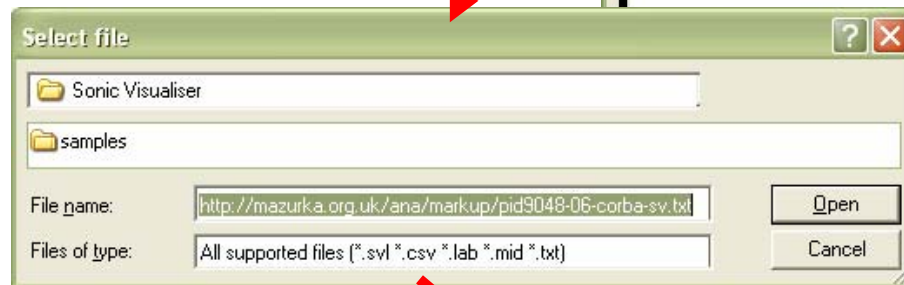 Select file
Sonic Visualiser
samples
File name: http://mazurka.org.uk/ana/markup/pid9048-06-corba-sv.txt Open
Files of type: All supported files (*.svl *.csv *.lab *.mid *.txt) Cancel